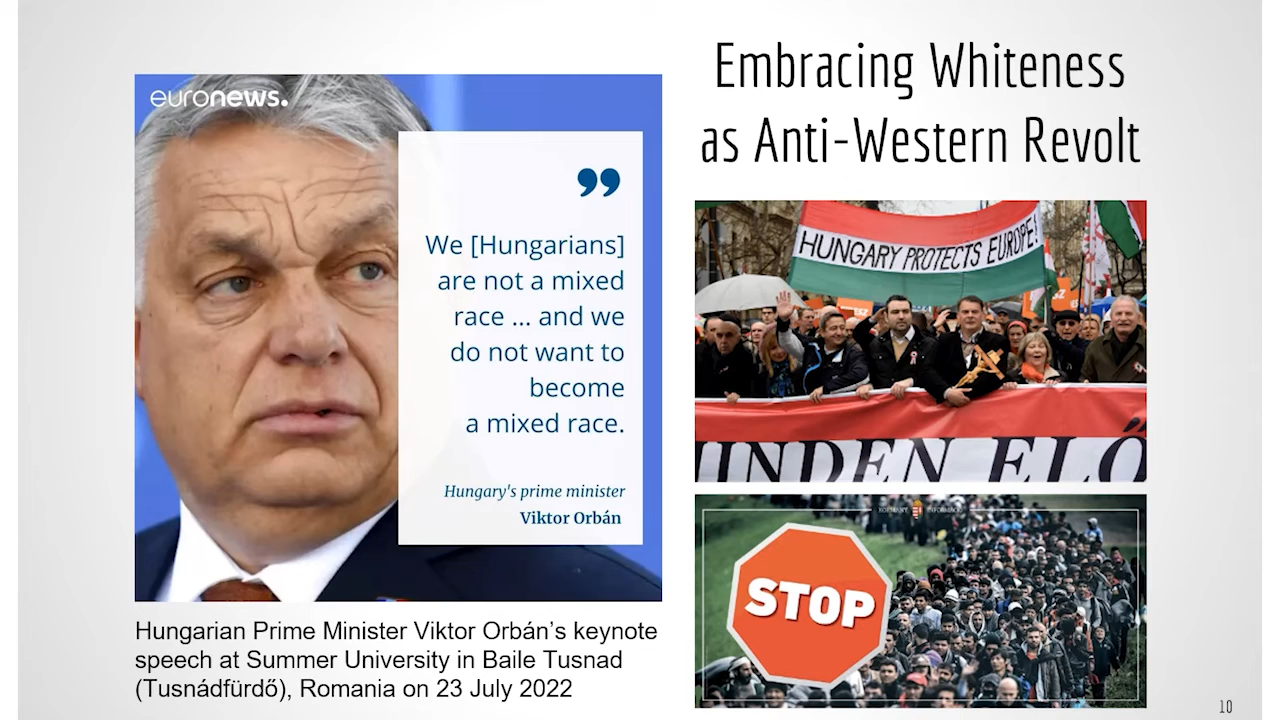 Embracing Whiteness
as Anti-Western Revolt
euronews.
”
We [Hungarians]
are not a mixed
race ... and we
do not want to
become
a mixed race.
Hungary's prime minister
Viktor Orbán
Hungarian Prime Minister Viktor Orbán’s keynote
speech at Summer University in Baile Tusnad
(Tusnádfürdő), Romania on 23 July 2022
HUNGARY PROTECTS EUROPE!
MINDEN ELŐ
STOP
10